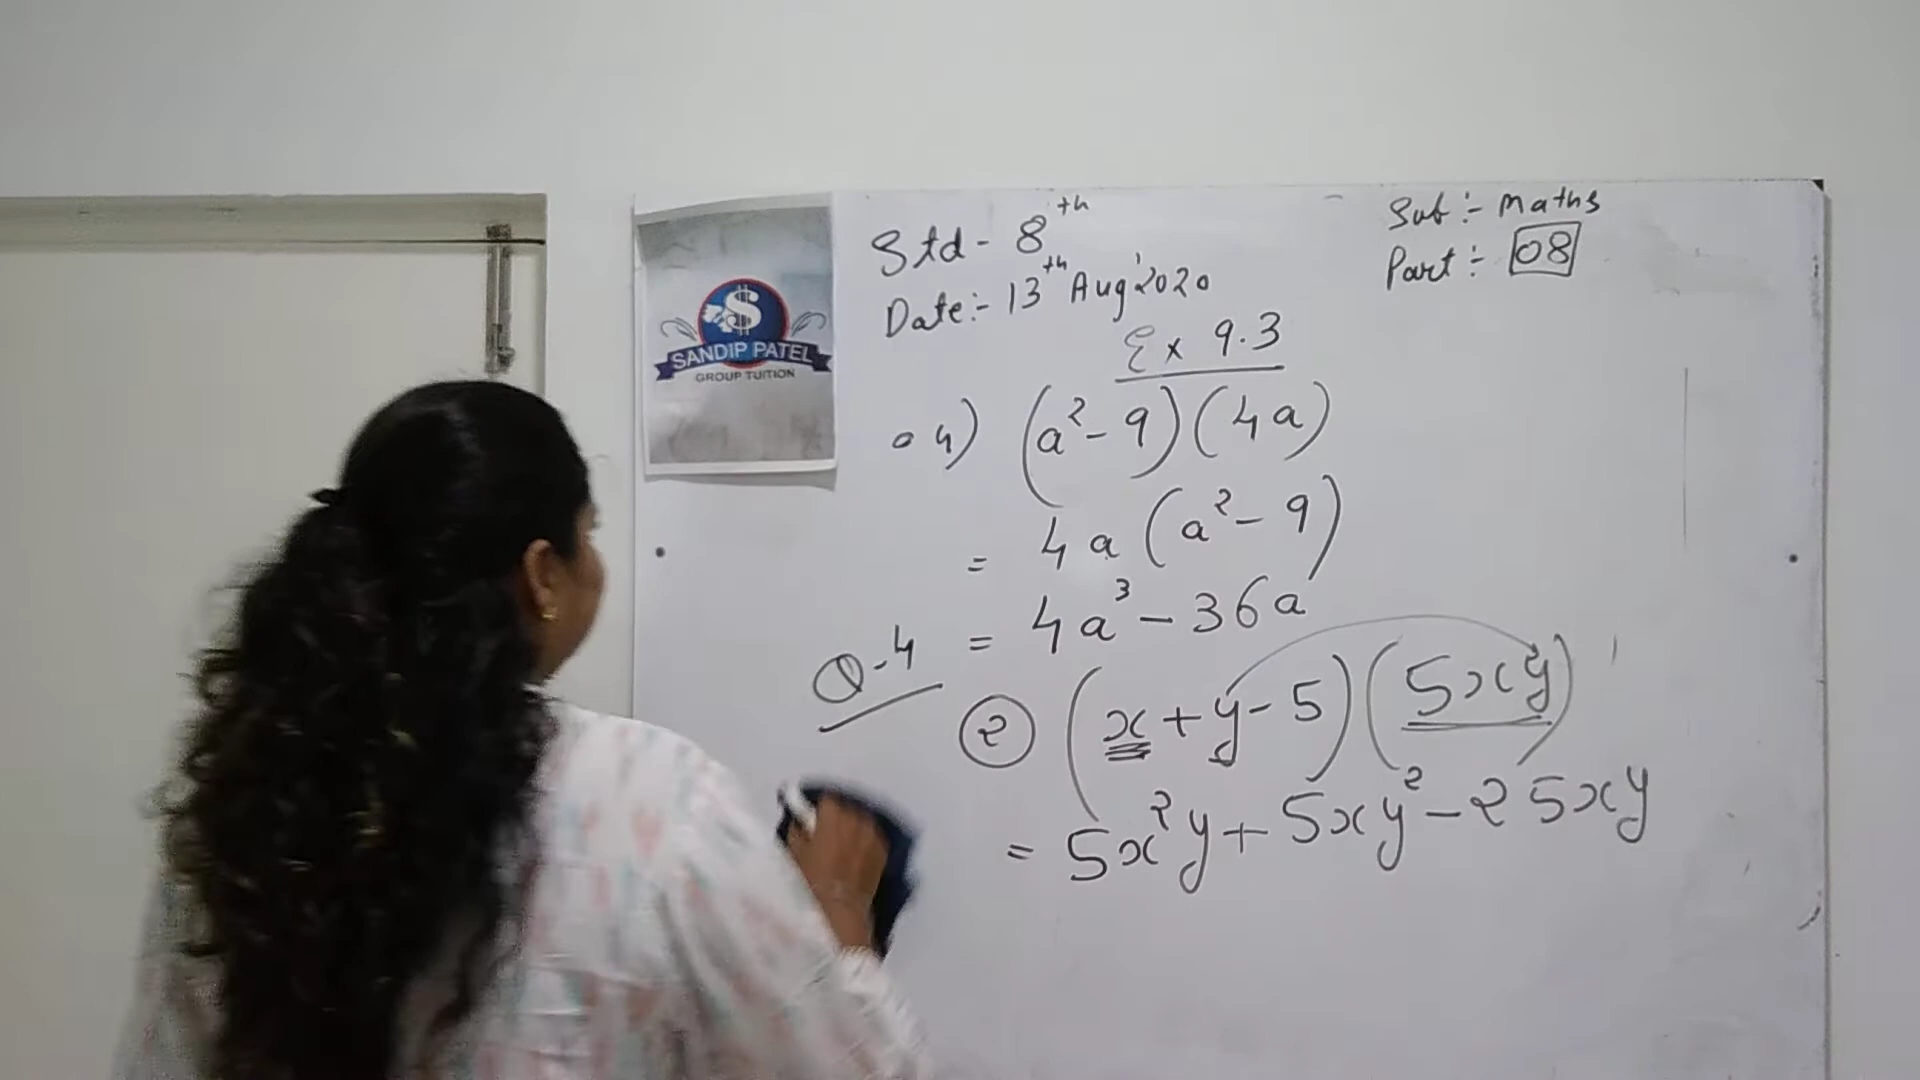 Std - 8th
Date:- 13th Aug'2020
Sub:- Maths
Part:- 08
$
SANDIP PATEL
GROUP TUITION
Ex 9.3
4) (a² - 9)(4a)
= 4a(a² - 9)
= 4a³ - 36a
Q-4
② (x + y - 5)(5xy)
= 5x²y + 5xy² - 25xy